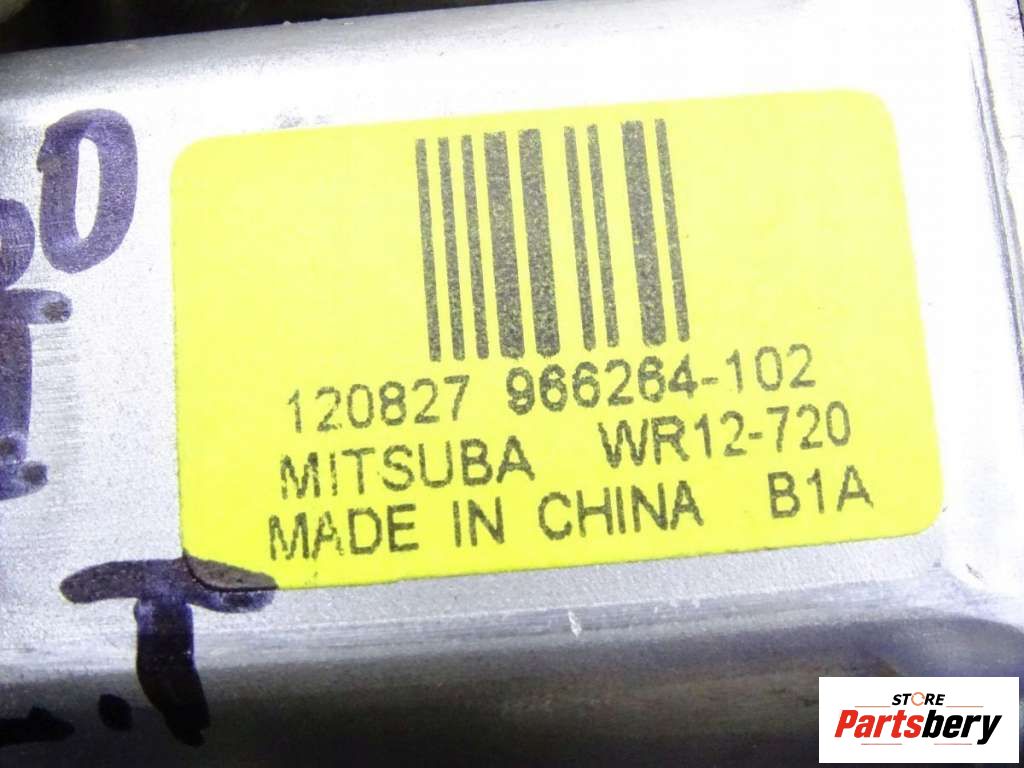 120827 966264-102
MITSUBA WR12-720
MADE IN CHINA B1A
T
STORE
Partsbery